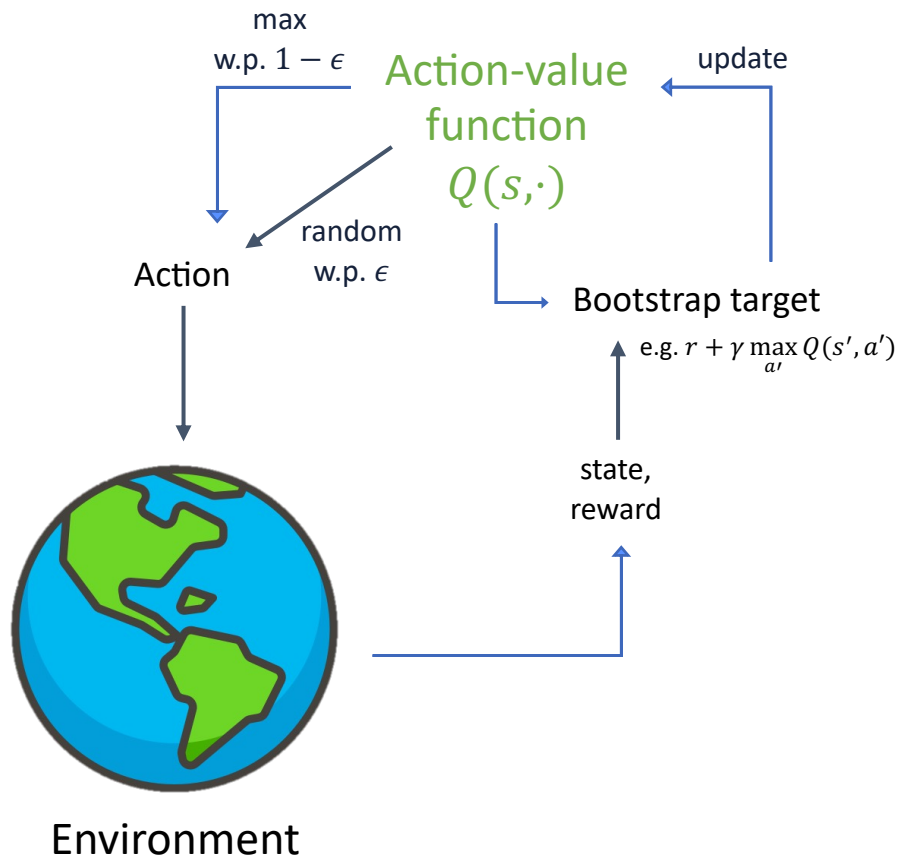 max
w.p. 1 − ϵ
Action-value
function
Q(s,·)
update
random
w.p. ϵ
Action
Bootstrap target
e.g. r + γ max Q(s′, a′)
a′
state,
reward
Environment